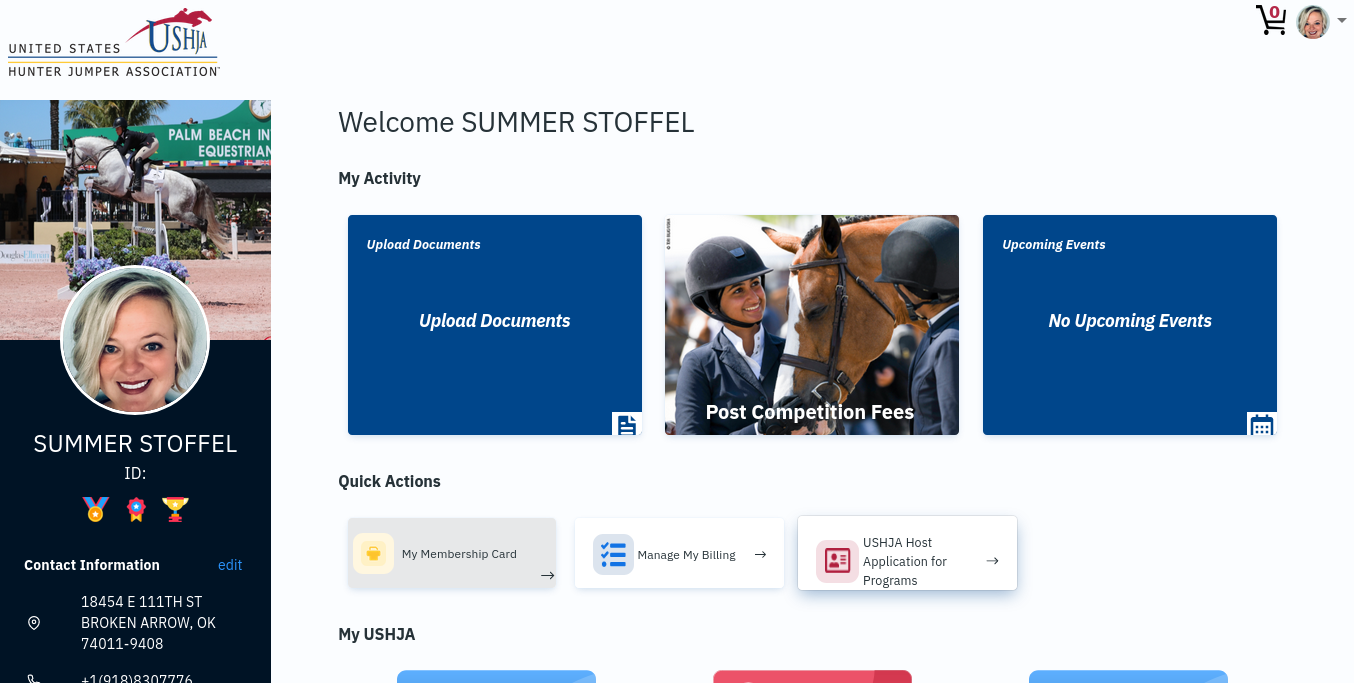 USHJA
UNITED STATES
HUNTER JUMPER ASSOCIATION
0
PALM BEACH IN
EQUESTRIAN
Douglas Elliman
SUMMER STOFFEL
ID:
Contact Information
edit
18454 E 111TH ST
BROKEN ARROW, OK
74011-9408
+1(918)8307776
Welcome SUMMER STOFFEL
My Activity
Upload Documents
Upload Documents
Post Competition Fees
Upcoming Events
No Upcoming Events
Quick Actions
My Membership Card
Manage My Billing
USHJA Host
Application for
Programs
My USHJA